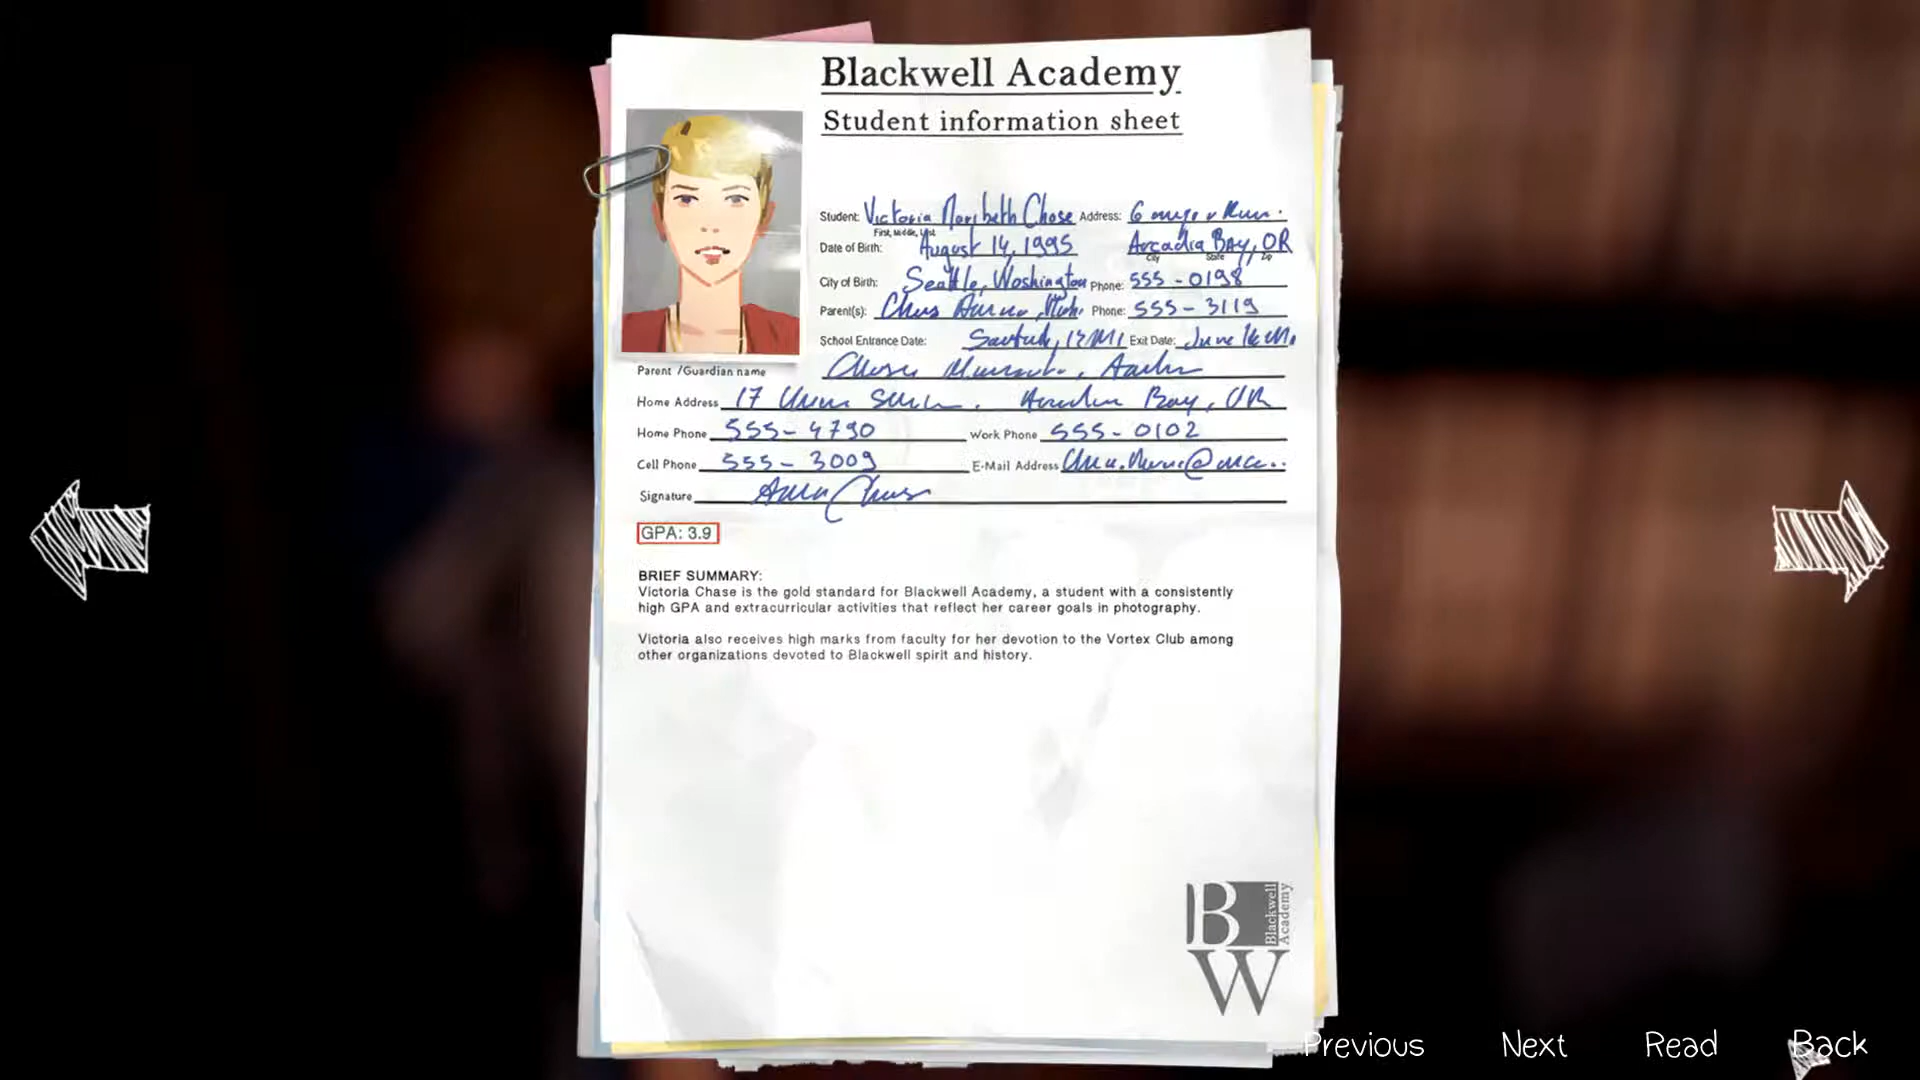 Blackwell Academy
Student information sheet
Student: Victoria Maribeth Chase Address:
First, Middle, Last
Date of Birth: August 14, 1995 Arcadia Bay, OR
City State Zip
City of Birth: Seattle, Washington Phone: 555-0198
Parent(s): Phone: 555-3119
School Entrance Date: Exit Date: June
Parent /Guardian name
Home Address 17 Bay, OR
Home Phone 555-4790 Work Phone 555-0102
Cell Phone 555-3009 E-Mail Address
Signature
GPA: 3.9
BRIEF SUMMARY:
Victoria Chase is the gold standard for Blackwell Academy, a student with a consistently
high GPA and extracurricular activities that reflect her career goals in photography.
Victoria also receives high marks from faculty for her devotion to the Vortex Club among
other organizations devoted to Blackwell spirit and history.
B
Blackwell
Academy
W
Previous Next Read Back